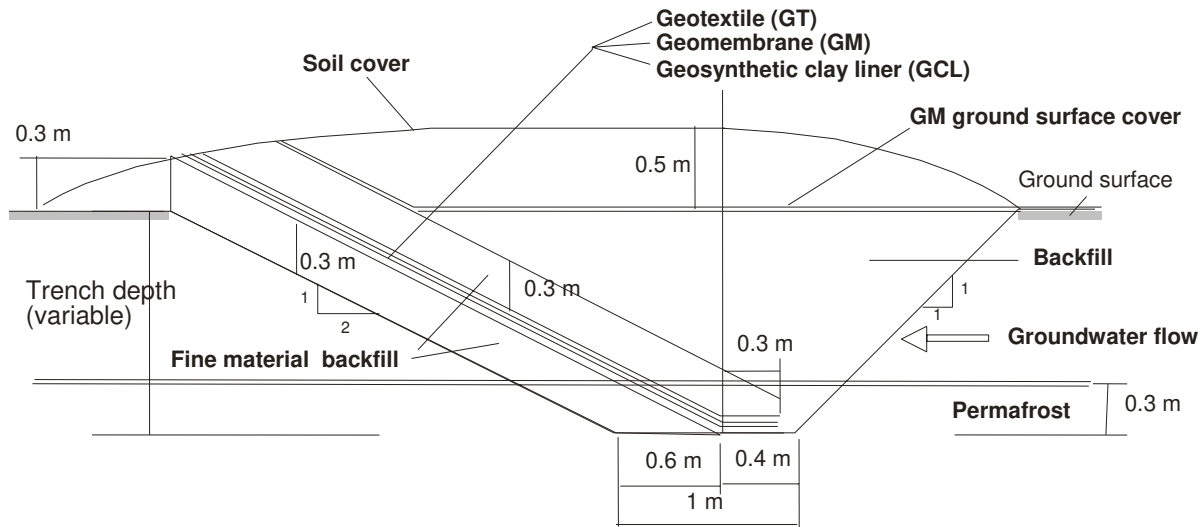 Geotextile (GT)
Geomembrane (GM)
Geosynthetic clay liner (GCL)
Soil cover
GM ground surface cover
0.3 m
0.5 m
Ground surface
0.3 m
Backfill
0.3 m
Trench depth
(variable)
1
2
1
1
Groundwater flow
Fine material backfill
0.3 m
Permafrost
0.3 m
0.6 m
0.4 m
1 m